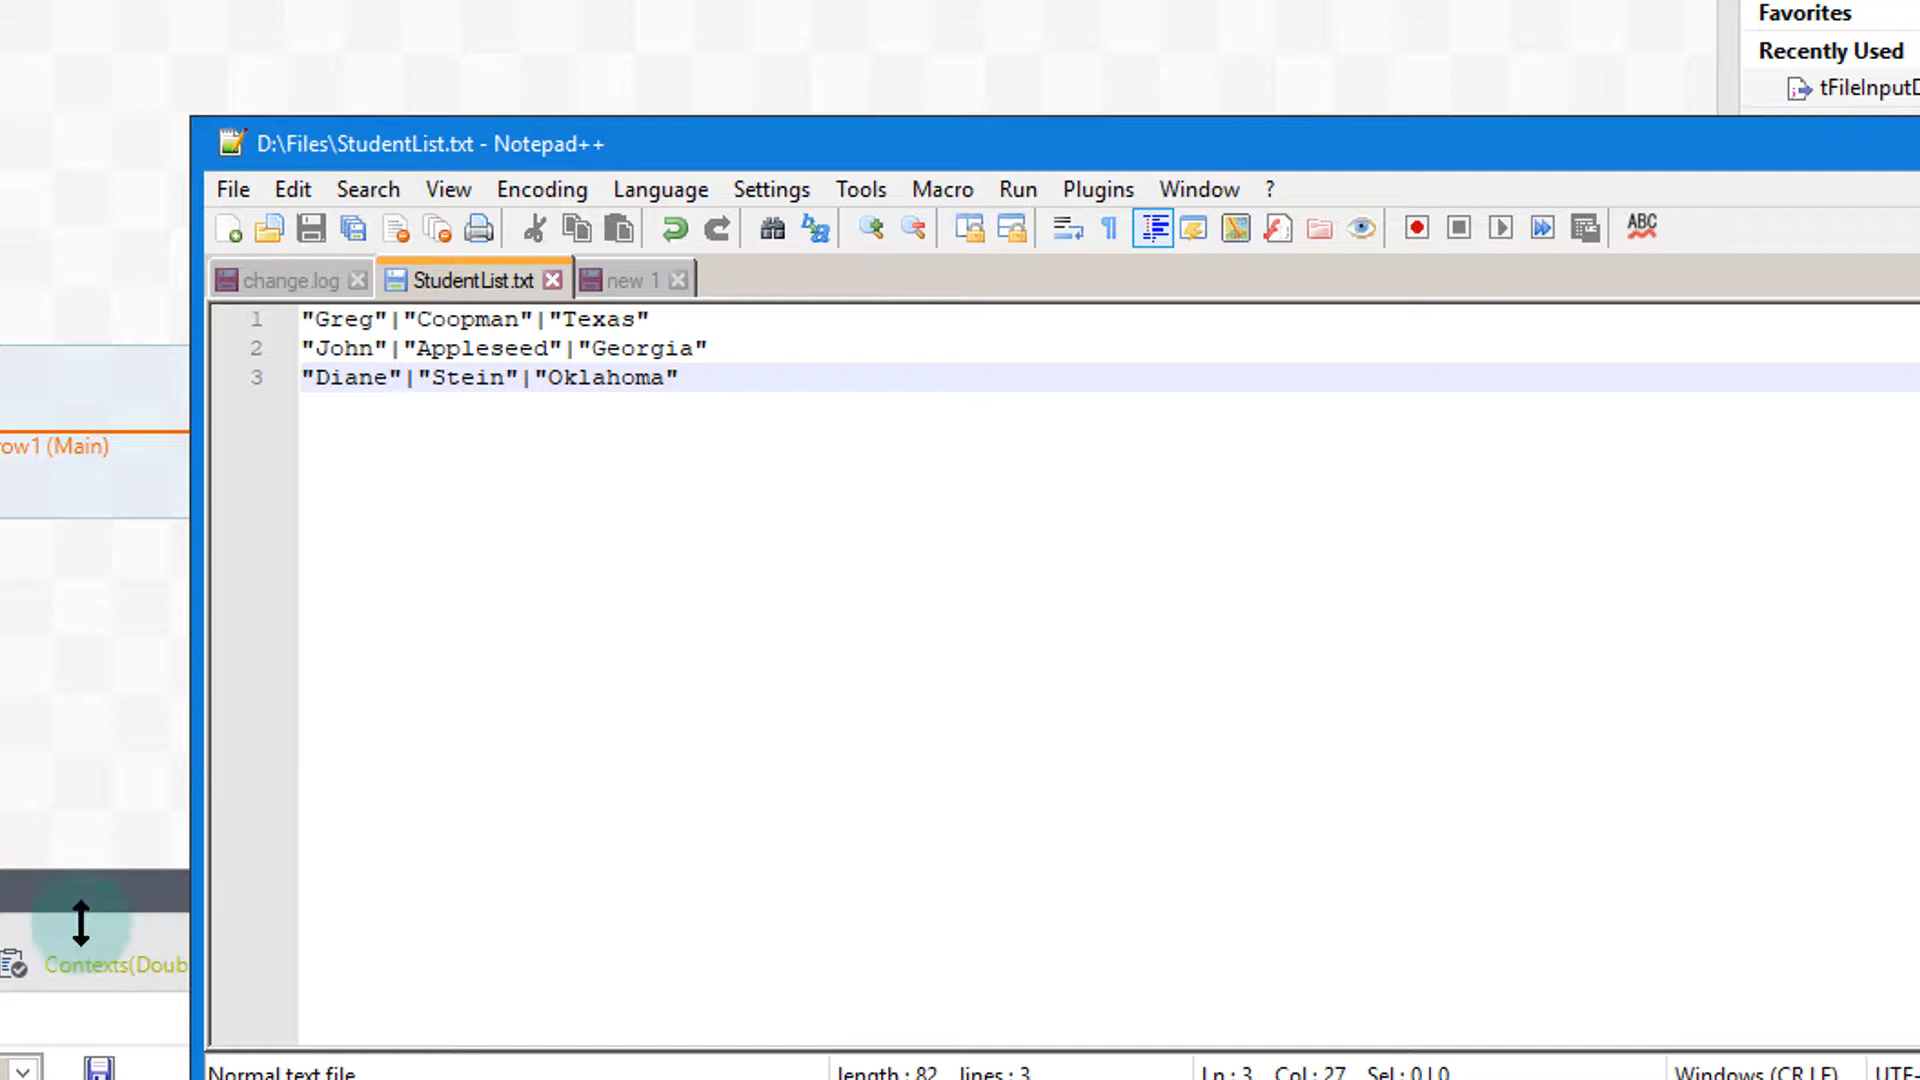 Favorites
Recently Used
tFileInputD
D:\Files\StudentList.txt - Notepad++
File Edit Search View Encoding Language Settings Tools Macro Run Plugins Window ?
ABC
change.log StudentList.txt new 1
1 "Greg"|"Coopman"|"Texas"
2 "John"|"Appleseed"|"Georgia"
3 "Diane"|"Stein"|"Oklahoma"
ow1 (Main)
Contexts(Doub
Normal text file length : 82 lines : 3 Ln : 3 Col : 27 Sel : 0 | 0 Windows (CR LF) UTF-